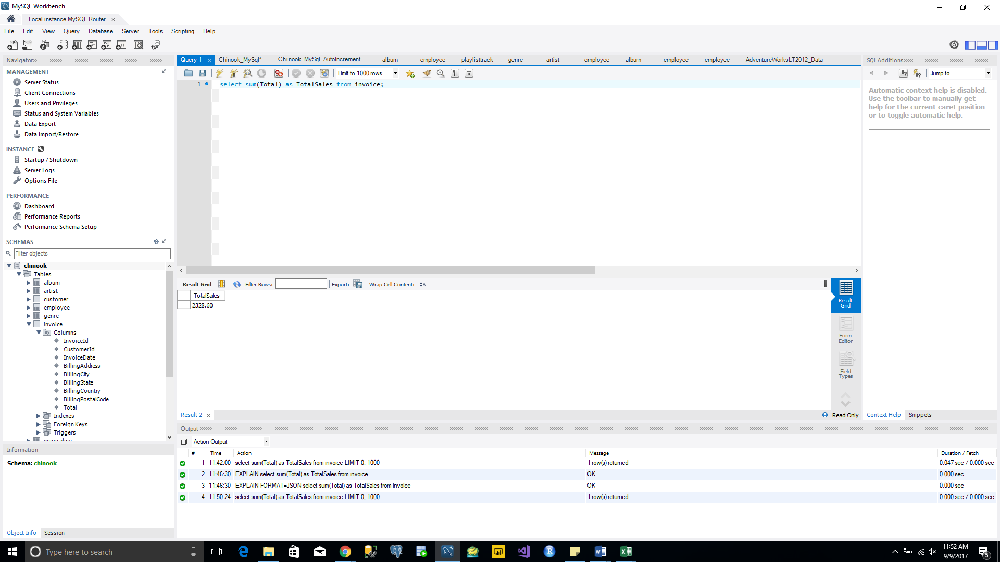 MySQL Workbench
Local instance MySQL Router
File Edit View Query Database Server Tools Scripting Help
Navigator
MANAGEMENT
Server Status
Client Connections
Users and Privileges
Status and System Variables
Data Export
Data Import/Restore
INSTANCE
Startup / Shutdown
Server Logs
Options File
PERFORMANCE
Dashboard
Performance Reports
Performance Schema Setup
SCHEMAS
Filter objects
chinook
Tables
album
artist
customer
employee
genre
invoice
Columns
InvoiceId
CustomerId
InvoiceDate
BillingAddress
BillingCity
BillingState
BillingCountry
BillingPostalCode
Total
Indexes
Foreign Keys
Triggers
invoiceline
Information
Schema: chinook
Object Info Session
Query 1 Chinook_MySql* Chinook_MySql_AutoIncrement... album employee playlisttrack genre artist employee album employee employee AdventureWorksLT2012_Data
Limit to 1000 rows
1 select sum(Total) as TotalSales from invoice;
Result Grid Filter Rows: Export: Wrap Cell Content: IA
TotalSales
2328.60
Result Grid
Form Editor
Field Types
Result 2
Read Only
SQLAdditions
Jump to
Automatic context help is disabled.
Use the toolbar to manually get
help for the current caret position
or to toggle automatic help.
Context Help Snippets
Output
Action Output
# Time Action Message Duration / Fetch
1 11:42:00 select sum(Total) as TotalSales from invoice LIMIT 0, 1000 1 row(s) returned 0.047 sec / 0.000 sec
2 11:46:30 EXPLAIN select sum(Total) as TotalSales from invoice OK 0.000 sec
3 11:46:30 EXPLAIN FORMAT=JSON select sum(Total) as TotalSales from invoice OK 0.000 sec
4 11:50:24 select sum(Total) as TotalSales from invoice LIMIT 0, 1000 1 row(s) returned 0.000 sec / 0.000 sec
Type here to search
11:52 AM
9/9/2017
5